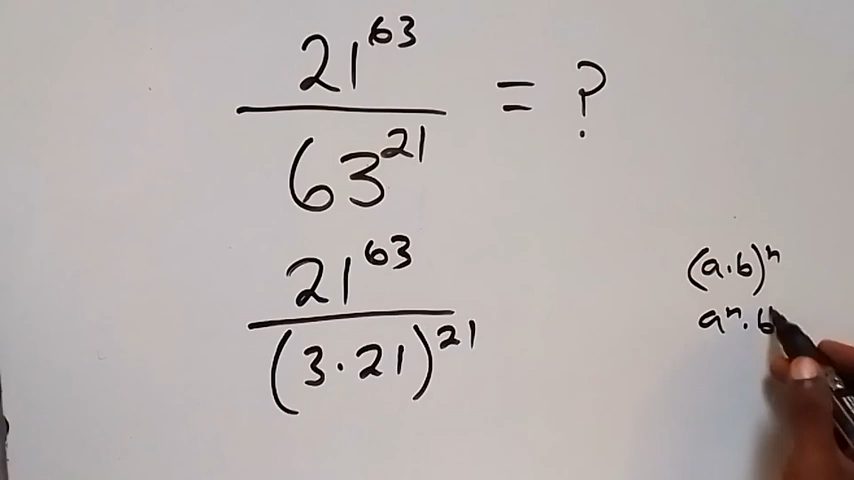 21^63 / 63^21 = ?
21^63 / (3·21)^21
(a·b)^n
a^n·b